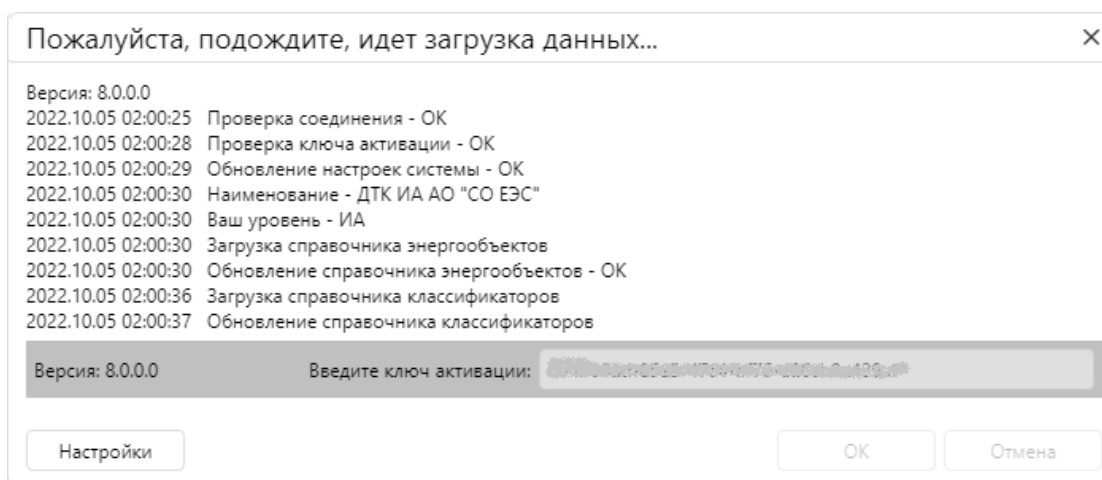 Пожалуйста, подождите, идет загрузка данных...
Версия: 8.0.0.0
2022.10.05 02:00:25 Проверка соединения - ОК
2022.10.05 02:00:28 Проверка ключа активации - ОК
2022.10.05 02:00:29 Обновление настроек системы - ОК
2022.10.05 02:00:30 Наименование - ДТК ИА АО "СО ЕЭС"
2022.10.05 02:00:30 Ваш уровень - ИА
2022.10.05 02:00:30 Загрузка справочника энергообъектов
2022.10.05 02:00:30 Обновление справочника энергообъектов - ОК
2022.10.05 02:00:36 Загрузка справочника классификаторов
2022.10.05 02:00:37 Обновление справочника классификаторов
Версия: 8.0.0.0 Введите ключ активации:
Настройки ОК Отмена